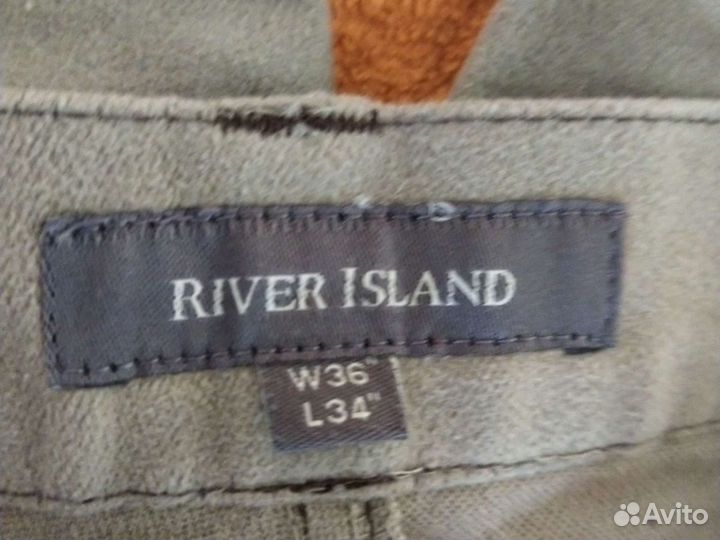 RIVER ISLAND
W36"
L34"
Avito